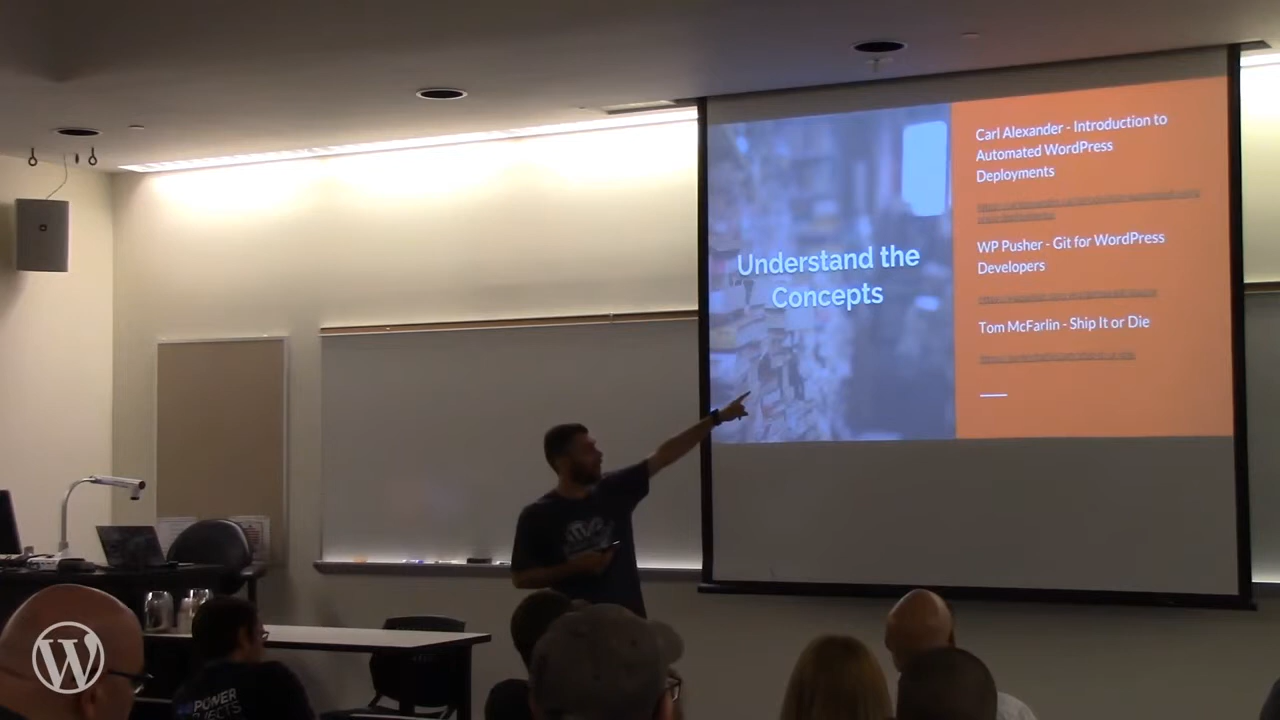 Understand the
Concepts
Carl Alexander - Introduction to
Automated WordPress
Deployments
WP Pusher - Git for WordPress
Developers
Tom McFarlin - Ship It or Die
POWER